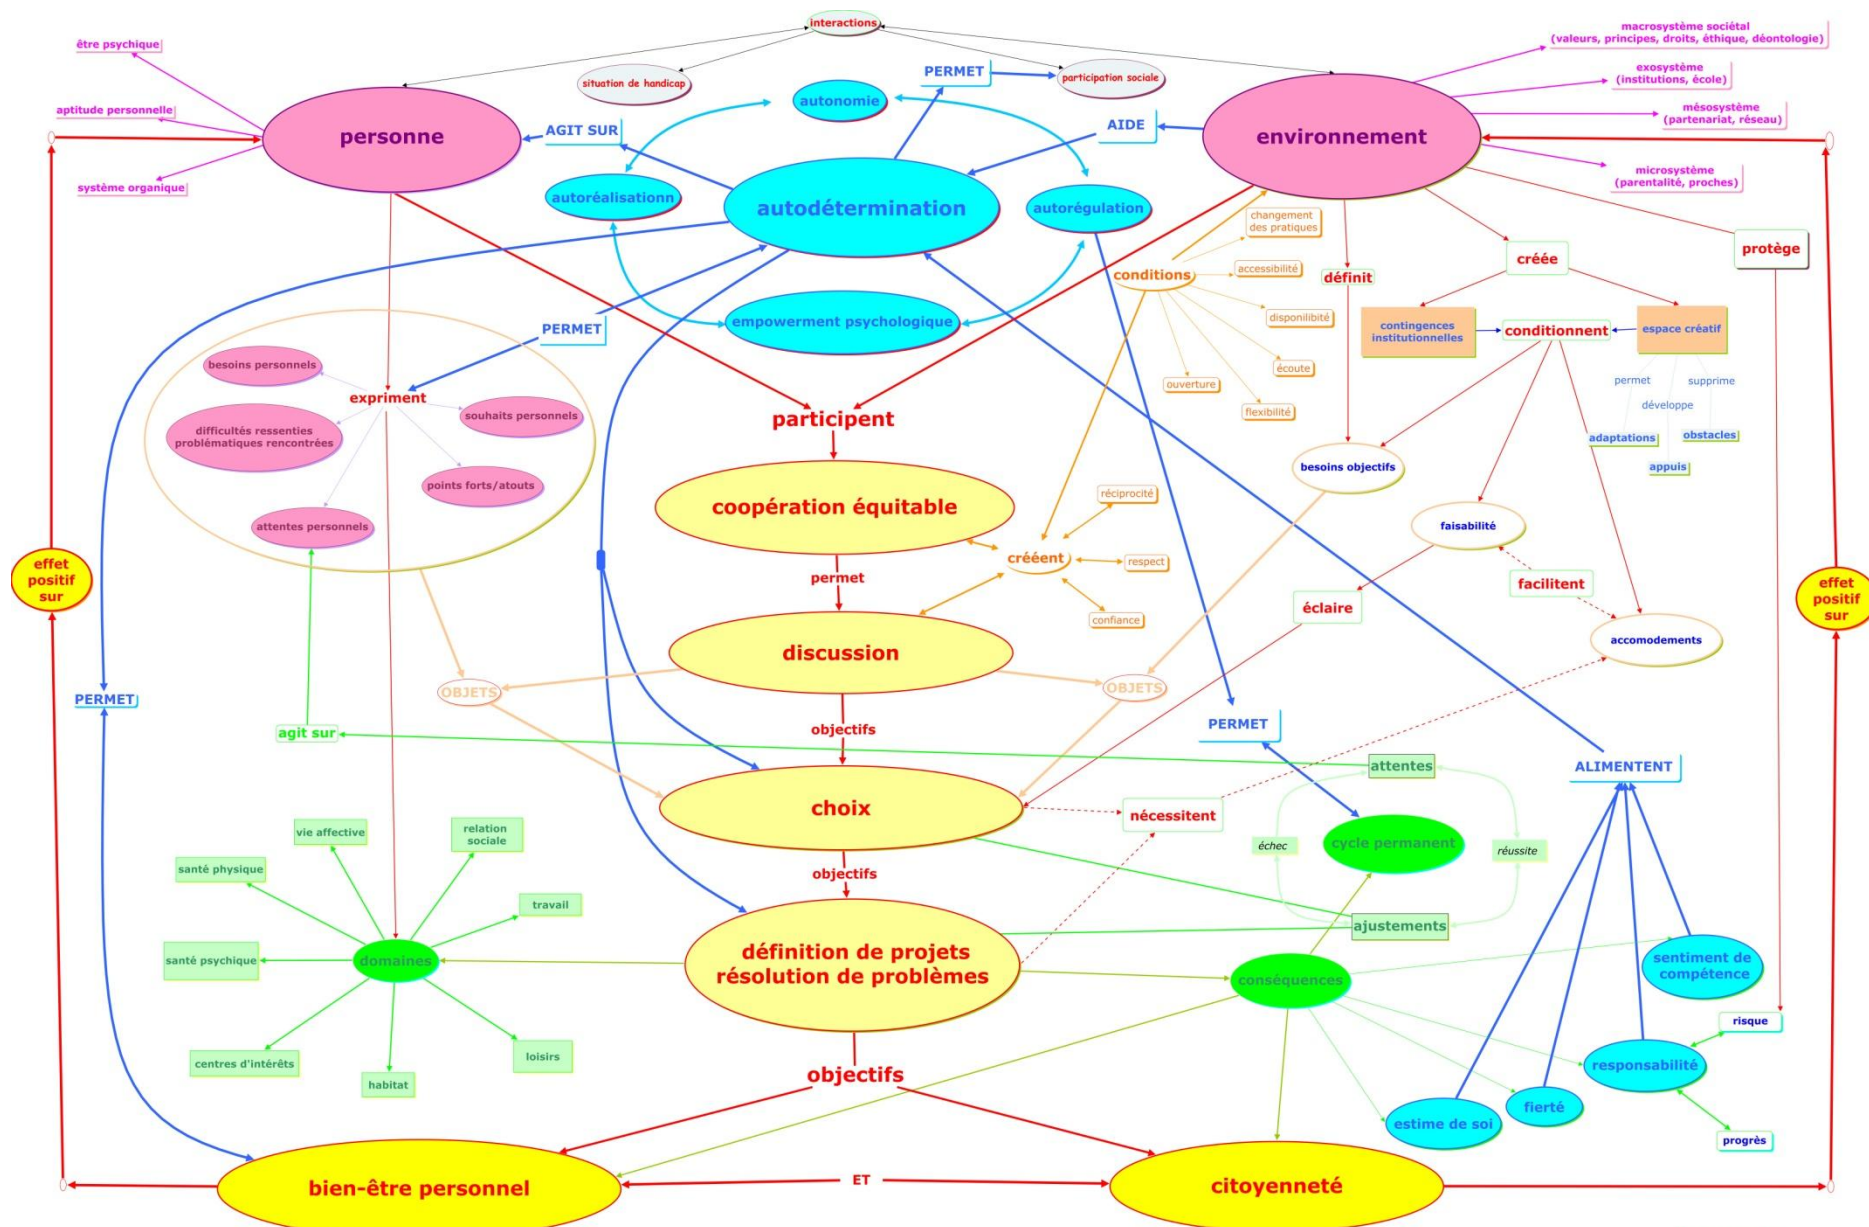 interactions
être psychique
macrosystème sociétal
(valeurs, principes, droits, éthique, déontologie)
situation de handicap
PERMET
participation sociale
exosystème
(institutions, école)
aptitude personnelle
autonomie
mésosystème
(partenariat, réseau)
personne
AGIT SUR
AIDE
environnement
système organique
microsystème
(parentalité, proches)
autoréalisationn
autodétermination
autorégulation
changement
des pratiques
protège
créée
conditions
accessibilité
définit
empowerment psychologique
PERMET
disponilibité
contingences
institutionnelles
conditionnent
espace créatif
besoins personnels
écoute
ouverture
flexibilité
permet
supprime
développe
expriment
souhaits personnels
participent
difficultés ressenties
problématiques rencontrées
adaptations
obstacles
appuis
besoins objectifs
points forts/atouts
coopération équitable
réciprocité
attentes personnels
faisabilité
crééent
respect
effet
positif
sur
permet
facilitent
effet
positif
sur
éclaire
confiance
discussion
accomodements
OBJETS
OBJETS
PERMET
agit sur
objectifs
PERMET
attentes
ALIMENTENT
choix
nécessitent
vie affective
relation
sociale
échec
cycle permanent
réussite
santé physique
objectifs
travail
ajustements
santé psychique
domaines
définition de projets
résolution de problèmes
conséquences
sentiment de
compétence
risque
centres d'intérêts
loisirs
habitat
objectifs
responsabilité
fierté
estime de soi
progrès
bien-être personnel
ET
citoyenneté